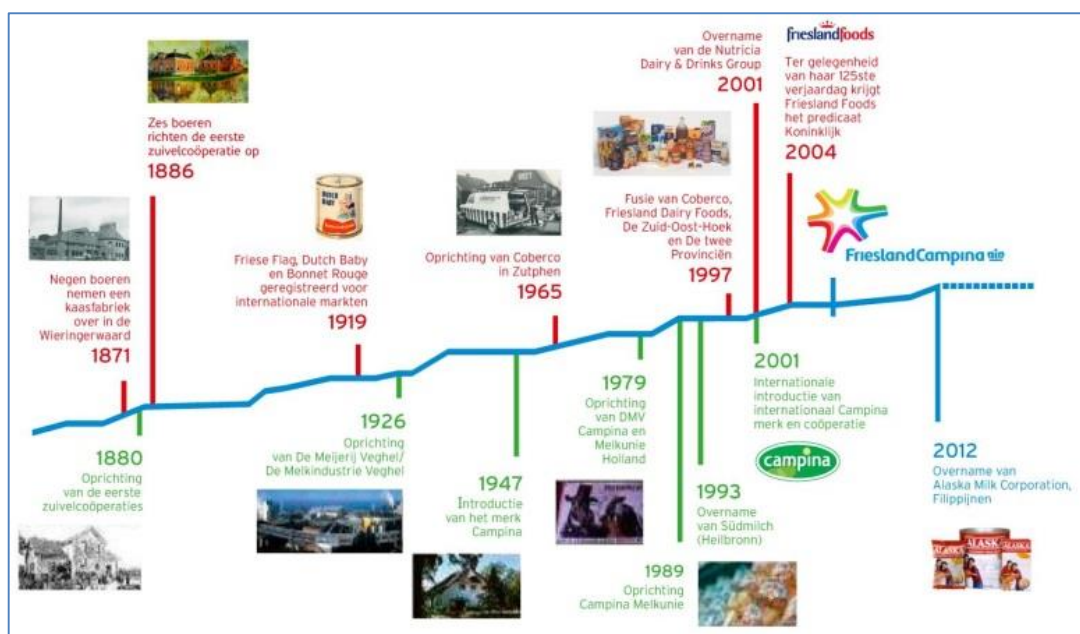 Zes boeren
richten de eerste
zuivelcoöperatie op
1886
Negen boeren
nemen een
kaasfabriek
over in de
Wieringerwaard
1871
DUTCH
BABY
Friese Flag, Dutch Baby
en Bonnet Rouge
geregistreerd voor
internationale markten
1919
Oprichting van Coberco
in Zutphen
1965
Fusie van Coberco,
Friesland Dairy Foods,
De Zuid-Oost-Hoek
en De twee
Provinciën
1997
Overname
van de Nutricia
Dairy & Drinks Group
2001
frieslandfoods
Ter gelegenheid
van haar 125ste
verjaardag krijgt
Friesland Foods
het predicaat
Koninklijk
2004
FrieslandCampina
1880
Oprichting
van de eerste
zuivelcoöperaties
1926
Oprichting
van De Meijerij Veghel/
De Melkindustrie Veghel
1947
Introductie
van het merk
Campina
1979
Oprichting
van DMV
Campina en
Melkunie
Holland
1989
Oprichting
Campina Melkunie
1993
Overname
van Südmilch
(Heilbronn)
2001
Internationale
introductie van
internationaal Campina
merk en coöperatie
campina
2012
Overname van
Alaska Milk Corporation,
Filippijnen
ALASKA
ALASK
ALASKA